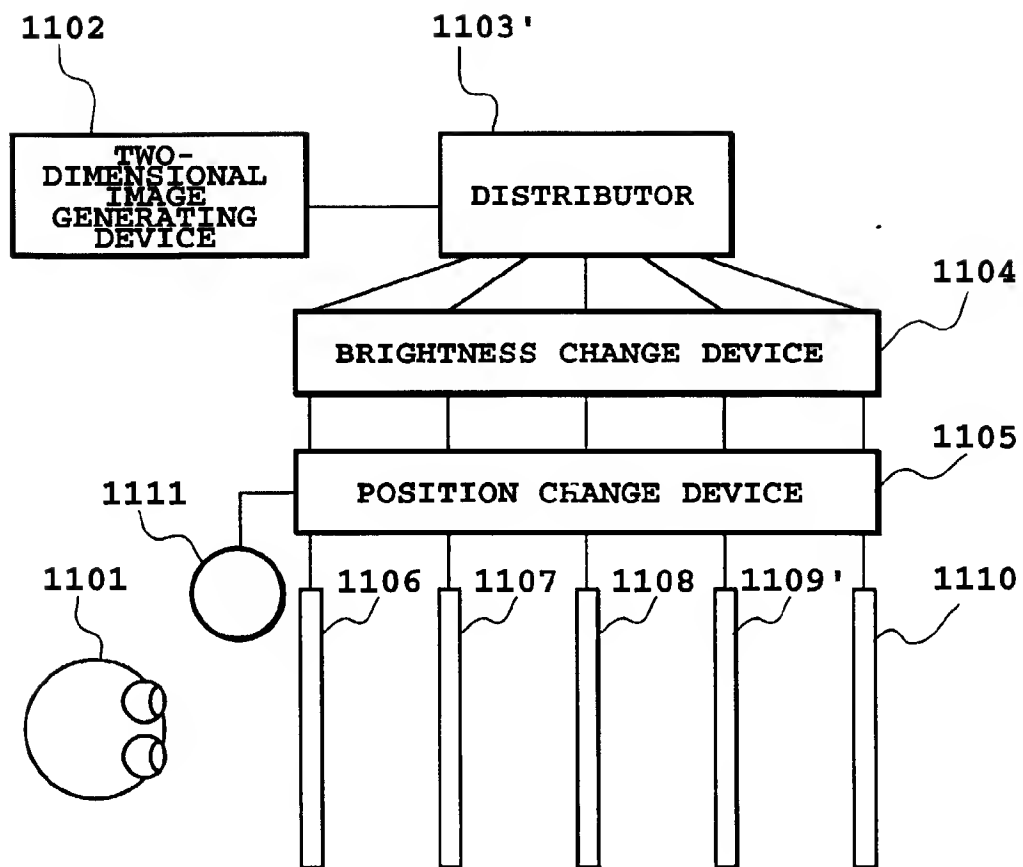 1102
1103'
TWO-
DIMENSIONAL
IMAGE
GENERATING
DEVICE
DISTRIBUTOR
1104
BRIGHTNESS CHANGE DEVICE
1105
POSITION CHANGE DEVICE
1111
1101
1106
1107
1108
1109'
1110